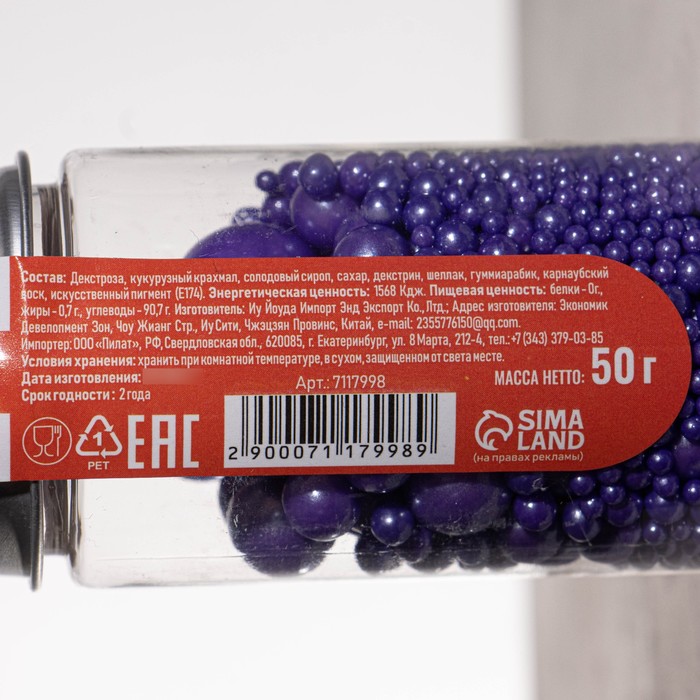 Состав: Декстроза, кукурузный крахмал, солодовый сироп, сахар, декстрин, шеллак, гуммиарабик, карнаубский
воск, искусственный пигмент (Е174). Энергетическая ценность: 1568 Кдж. Пищевая ценность: белки - 0г,
жиры - 0,7 г., углеводы - 90,7 г. Изготовитель: Иу Йоуда Импорт Энд Экспорт Ко., Лтд.; Адрес изготовителя: Экономик
Девелопмент Зон, Чоу Жианг Стр., Иу Сити, Чжэцзян Провинс, Китай, e-mail: 2355776150@qq.com.
Импортер: ООО «Пилат», РФ, Свердловская обл., 620085, г. Екатеринбург, ул. 8 Марта, 212-4, тел.: +7 (343) 379-03-85
Условия хранения: хранить при комнатной температуре, в сухом, защищенном от света месте.
Дата изготовления:
Срок годности: 2 года
Арт.: 7117998
МАССА НЕТТО: 50 г
1
PET
EAC
2 900071 179989
SIMA
LAND
(на правах рекламы)